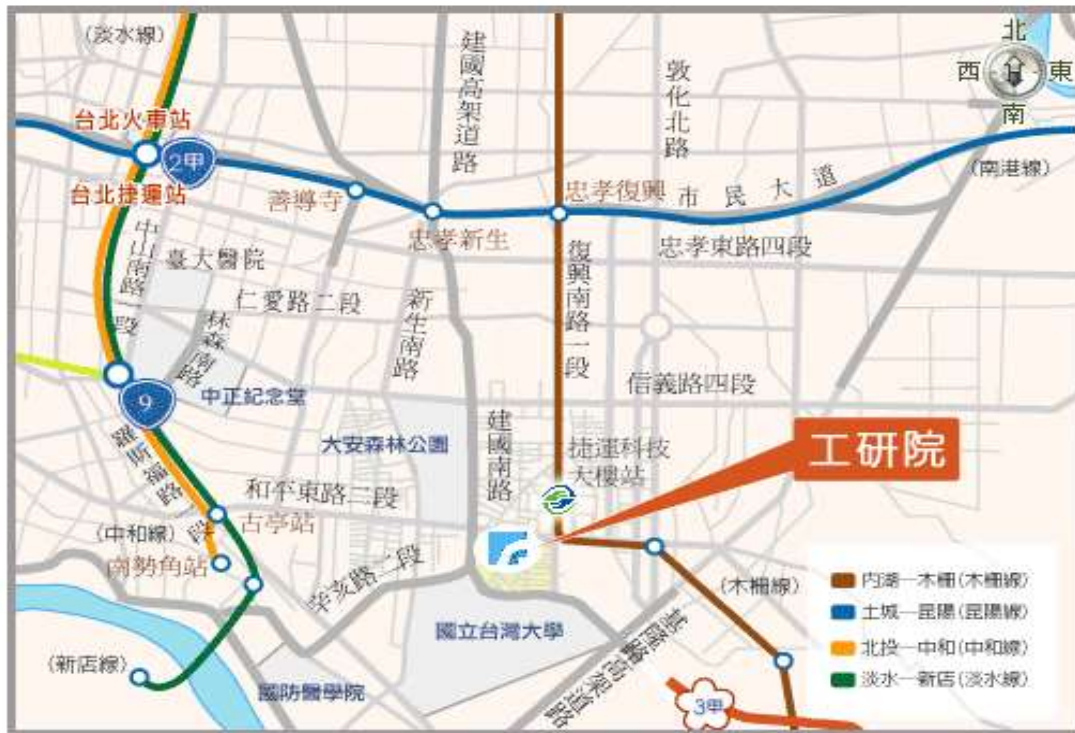 (淡水線)
建國高架道路
敦化北路
北
西
東
南
台北火車站
2甲
台北捷運站
善導寺
忠孝新生
忠孝復興
市民大道
(南港線)
忠孝東路四段
中山南路一段
臺大醫院
仁愛路二段
林森南路
新生南路
復興南路一段
信義路四段
9
中正紀念堂
大安森林公園
建國南路
捷運科技
大樓站
工研院
羅斯福路一段
和平東路二段
古亭站
(中和線)
南勢角站
辛亥路二段
(木柵線)
國立台灣大學
基隆路高架道路
(新店線)
國防醫學院
3甲
內湖—木柵(木柵線)
土城—昆陽(昆陽線)
北投—中和(中和線)
淡水—新店(淡水線)